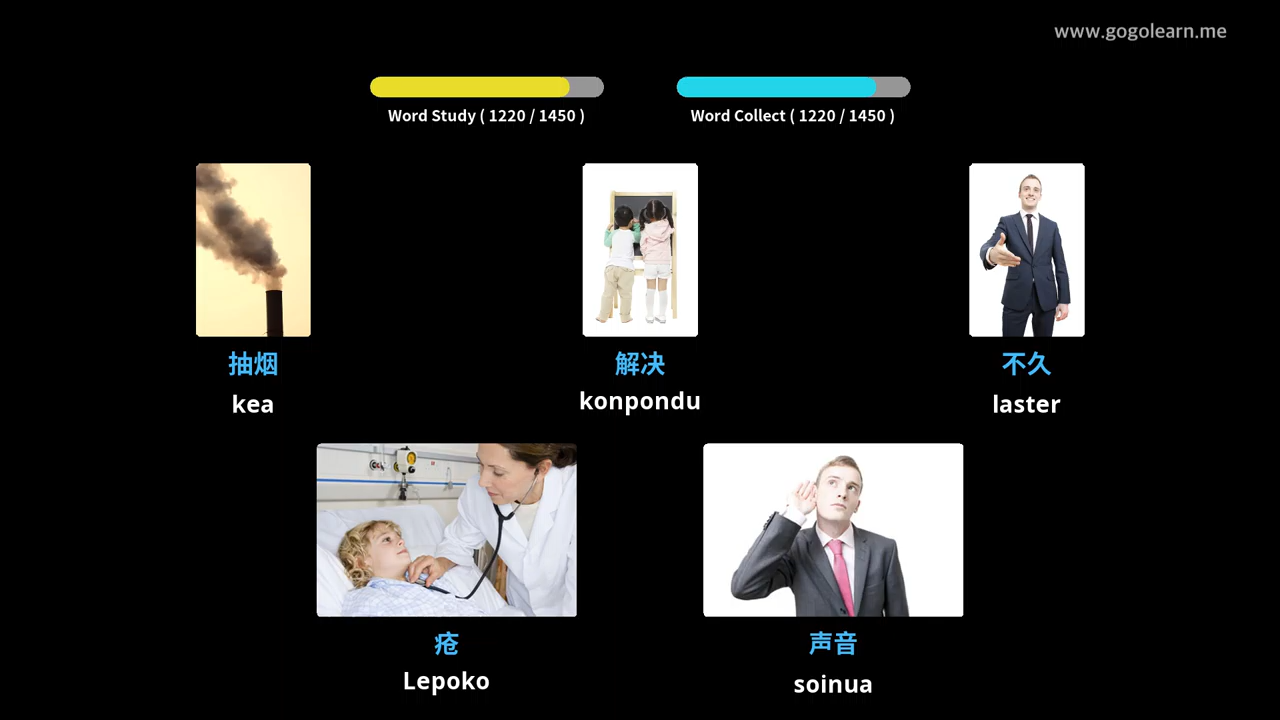 www.gogolearn.me
Word Study ( 1220 / 1450 )
Word Collect ( 1220 / 1450 )
抽烟
kea
解决
konpondu
不久
laster
疮
Lepoko
声音
soinua